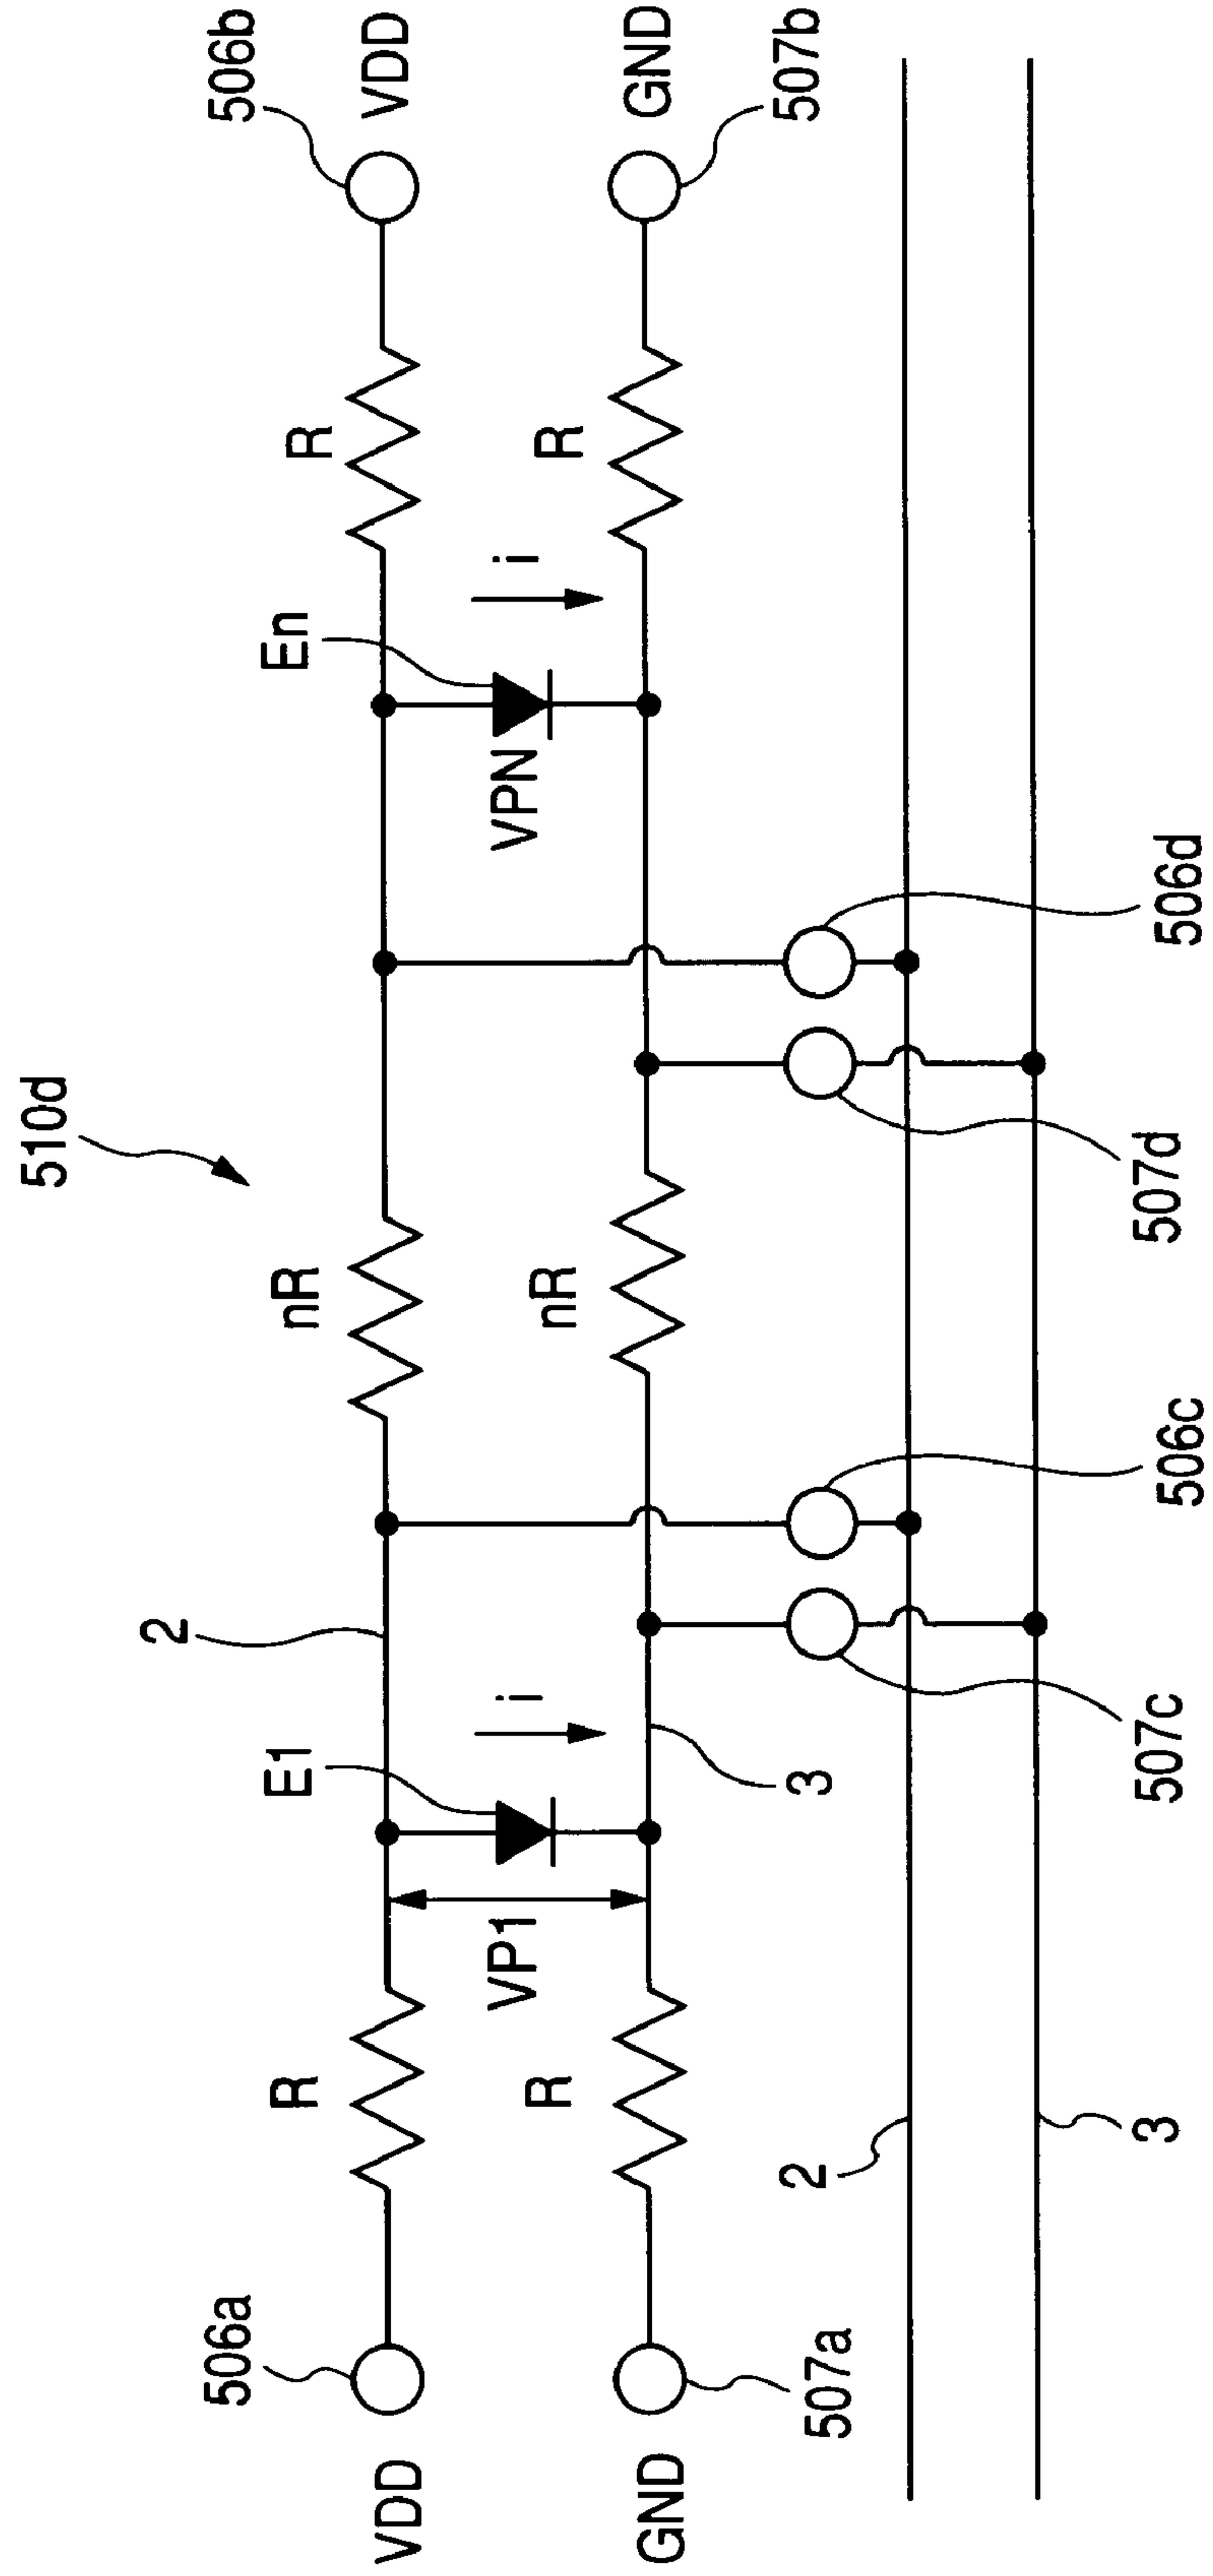 510d
2
506a
506b
E1
En
R
nR
R
VDD
VDD
VP1
i
VPN
i
R
nR
R
GND
GND
507a
2
3
507b
3
507c
506c
507d
506d